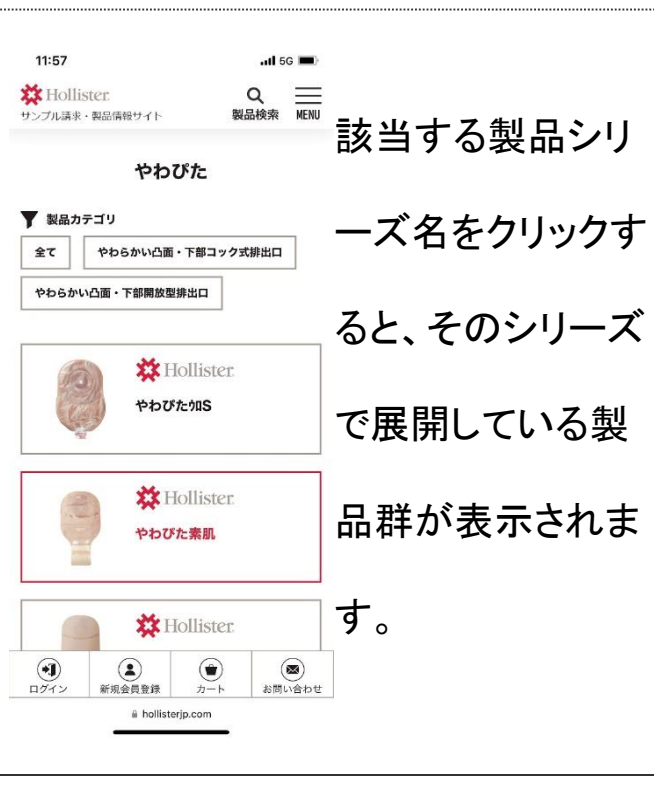 11:57
5G
Hollister
サンプル請求・製品情報サイト
製品検索
MENU
やわぴた
製品カテゴリ
全て
やわらかい凸面・下部コック式排出口
やわらかい凸面・下部開放型排出口
Hollister
やわぴたｳﾛS
Hollister
やわぴた素肌
Hollister
ログイン
新規会員登録
カート
お問い合わせ
hollisterjp.com
該当する製品シリ
ーズ名をクリックす
ると、そのシリーズ
で展開している製
品群が表示されま
す。